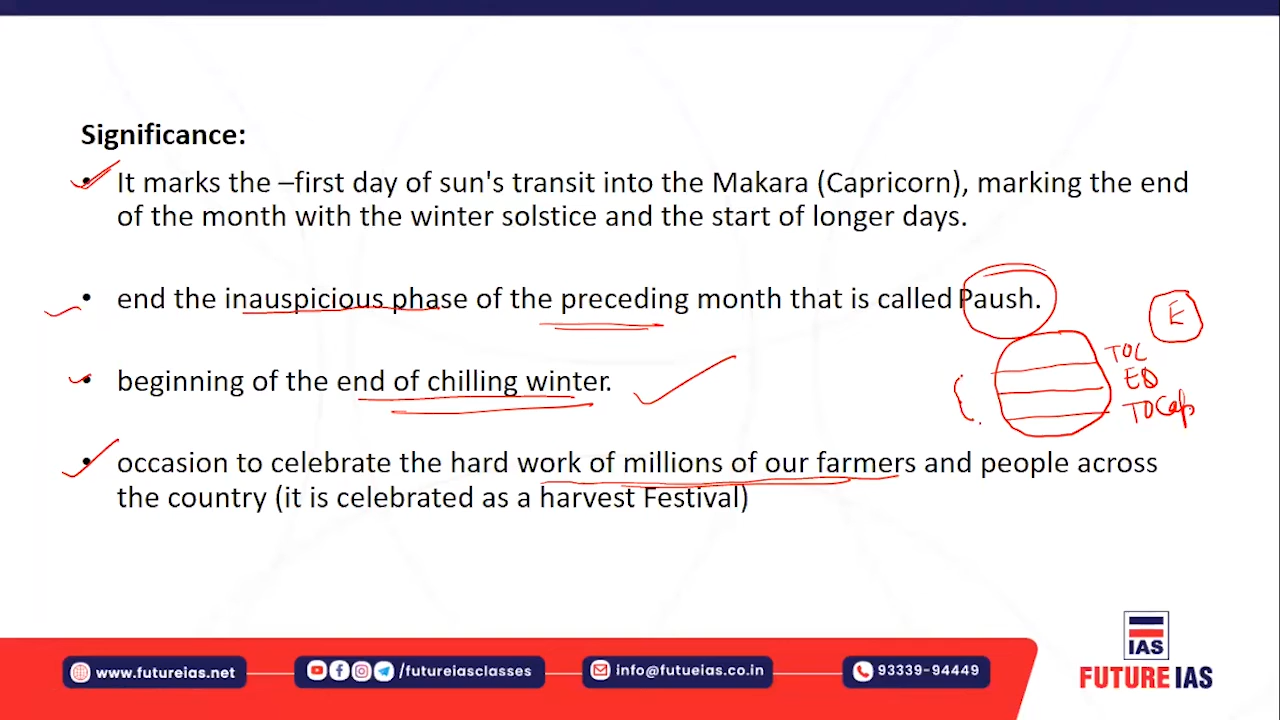 Significance:
• It marks the –first day of sun's transit into the Makara (Capricorn), marking the end
of the month with the winter solstice and the start of longer days.
• end the inauspicious phase of the preceding month that is called Paush.
E
TOC
• beginning of the end of chilling winter.
EQ
TOCap
• occasion to celebrate the hard work of millions of our farmers and people across
the country (it is celebrated as a harvest Festival)
IAS
www.futureias.net
/futureiasclasses
info@futueias.co.in
93339-94449
FUTURE IAS